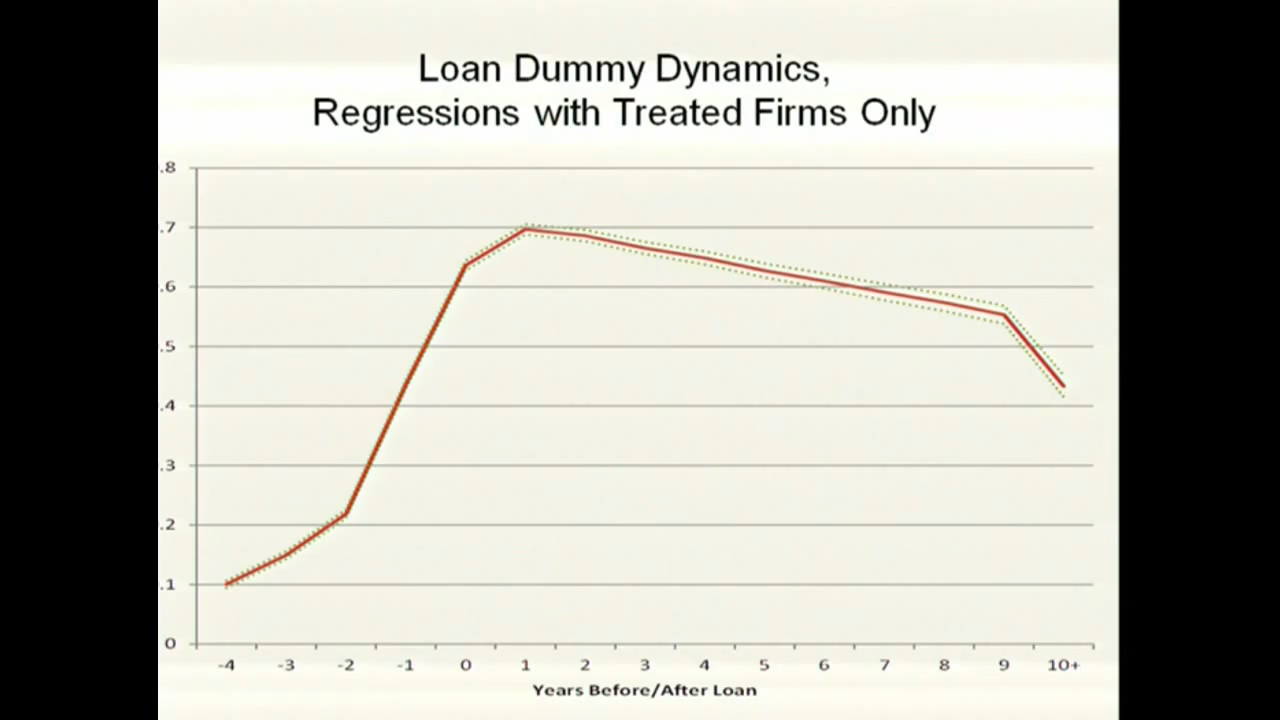 Loan Dummy Dynamics,
Regressions with Treated Firms Only
.8
.7
.6
.5
.4
.3
.2
.1
0
-4 -3 -2 -1 0 1 2 3 4 5 6 7 8 9 10+
Years Before/After Loan